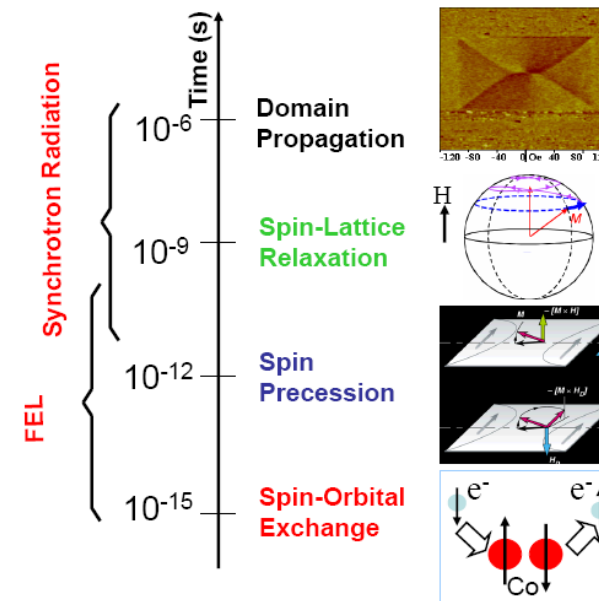 Time (s)
Synchrotron Radiation
FEL
10-6
10-9
10-12
10-15
Domain
Propagation
Spin-Lattice
Relaxation
Spin
Precession
Spin-Orbital
Exchange
-120 -80 -40 0 Oe 40 80 1
H
M
M
- [M × H]
- [M × HD]
e-
e-
Co